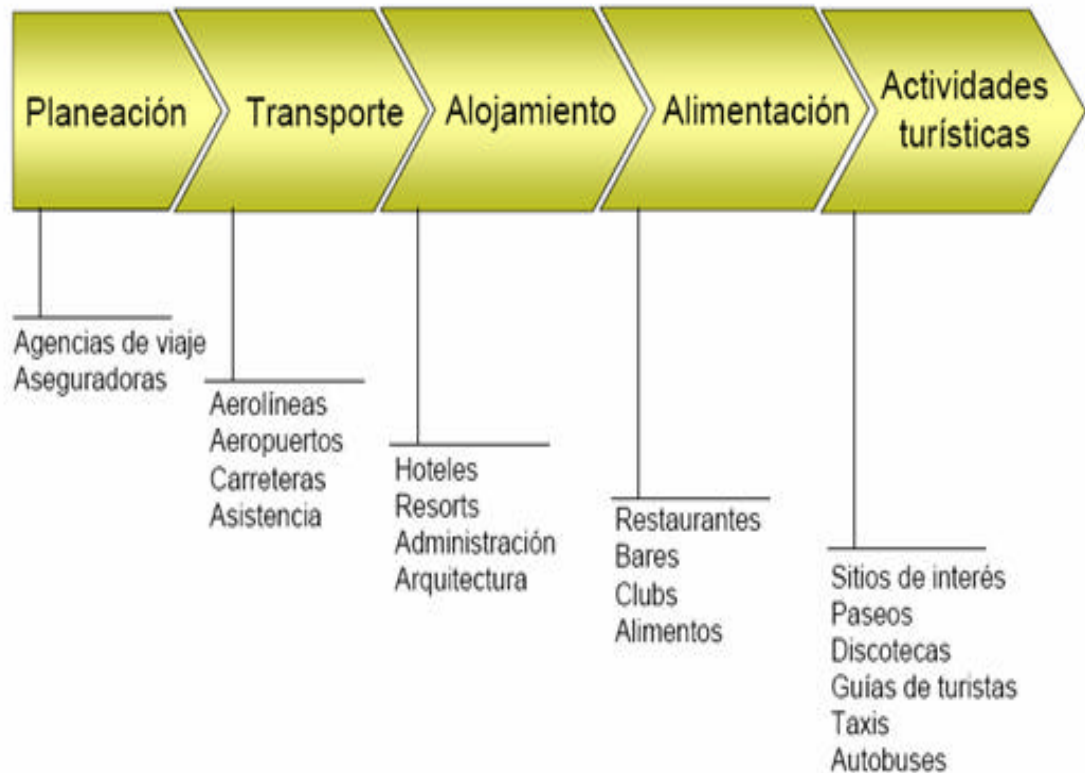 Planeación
Transporte
Alojamiento
Alimentación
Actividades
turísticas
Agencias de viaje
Aseguradoras
Aerolíneas
Aeropuertos
Carreteras
Asistencia
Hoteles
Resorts
Administración
Arquitectura
Restaurantes
Bares
Clubs
Alimentos
Sitios de interés
Paseos
Discotecas
Guías de turistas
Taxis
Autobuses